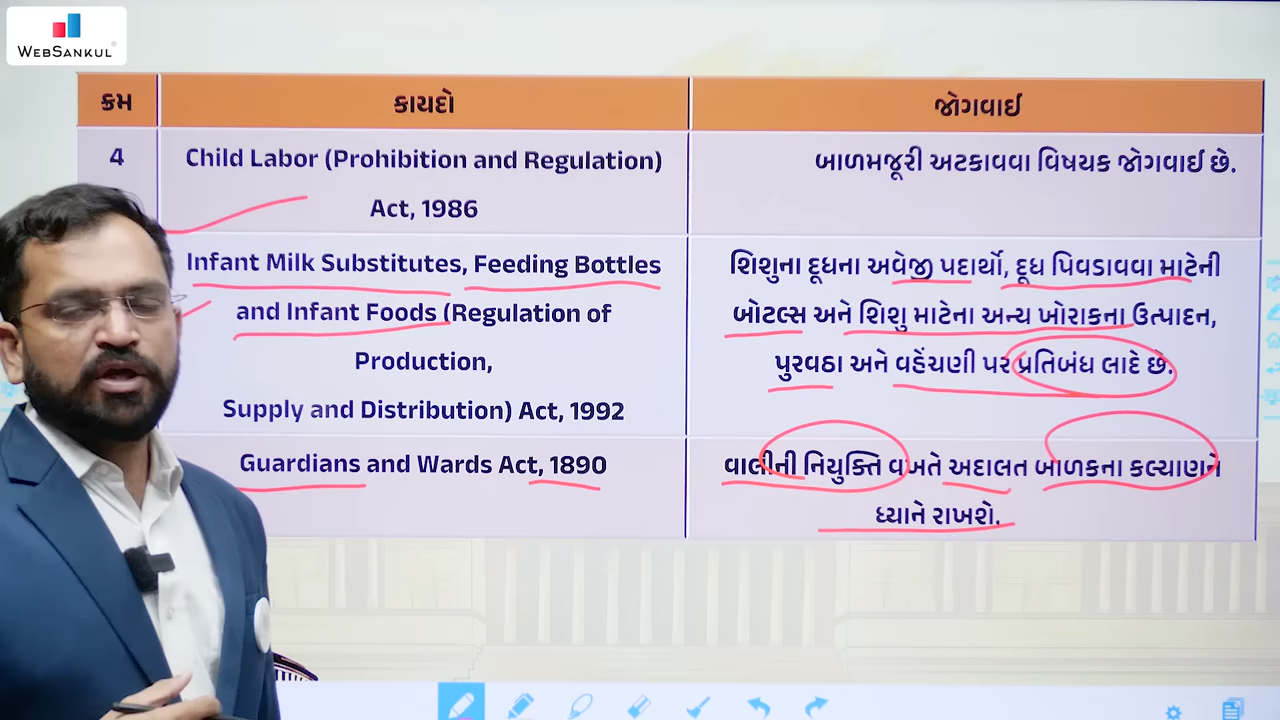 WEBSANKUL
ક્રમ કાયદો જોગવાઈ
4 Child Labor (Prohibition and Regulation) બાળમજૂરી અટકાવવા વિષયક જોગવાઈ છે.
Act, 1986
Infant Milk Substitutes, Feeding Bottles શિશુના દૂધના અવેજી પદાર્થો, દૂધ પિવડાવવા માટેની
and Infant Foods (Regulation of બોટલ્સ અને શિશુ માટેના અન્ય ખોરાકના ઉત્પાદન,
Production, પુરવઠા અને વહેંચણી પર પ્રતિબંધ લાદે છે.
Supply and Distribution) Act, 1992
Guardians and Wards Act, 1890 વાલીની નિયુક્તિ વખતે અદાલત બાળકના કલ્યાણને
ધ્યાને રાખશે.